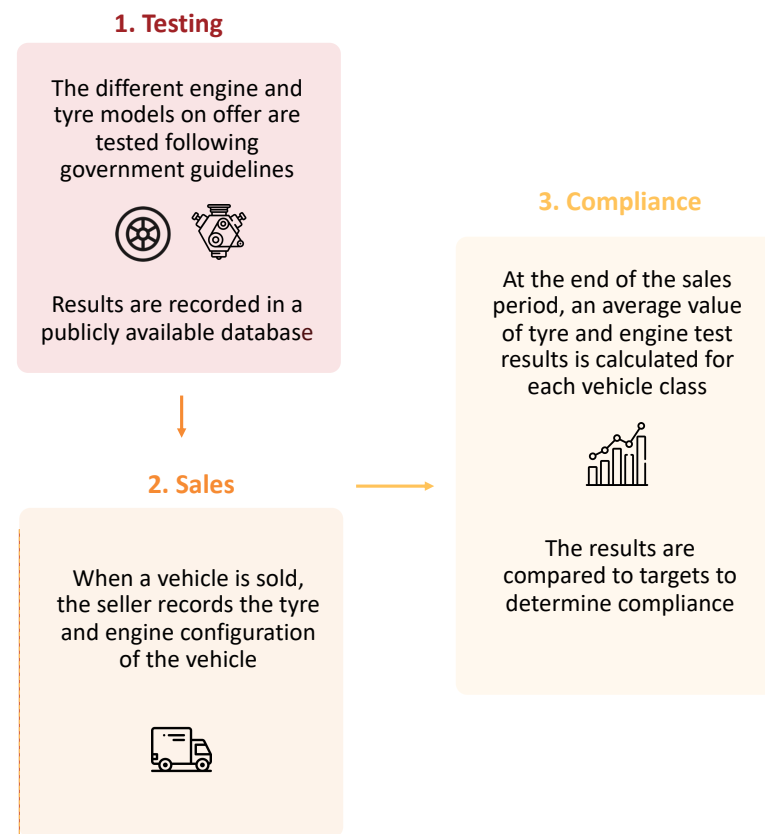 1. Testing
The different engine and
tyre models on offer are
tested following
government guidelines
Results are recorded in a
publicly available database
2. Sales
When a vehicle is sold,
the seller records the tyre
and engine configuration
of the vehicle
3. Compliance
At the end of the sales
period, an average value
of tyre and engine test
results is calculated for
each vehicle class
The results are
compared to targets to
determine compliance